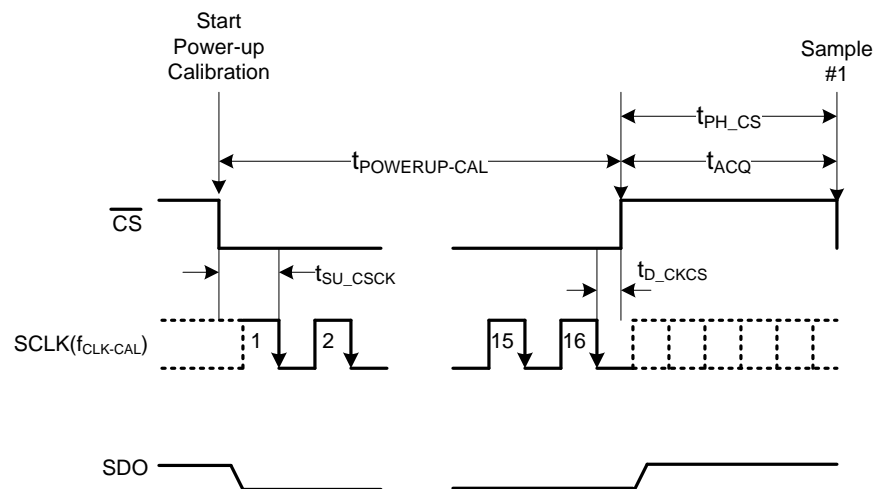 Start
Power-up
Calibration
Sample
#1
tPH_CS
tPOWERUP-CAL
tACQ
CS
tSU_CSCK
tD_CKCS
SCLK(fCLK-CAL)
1
2
15
16
SDO